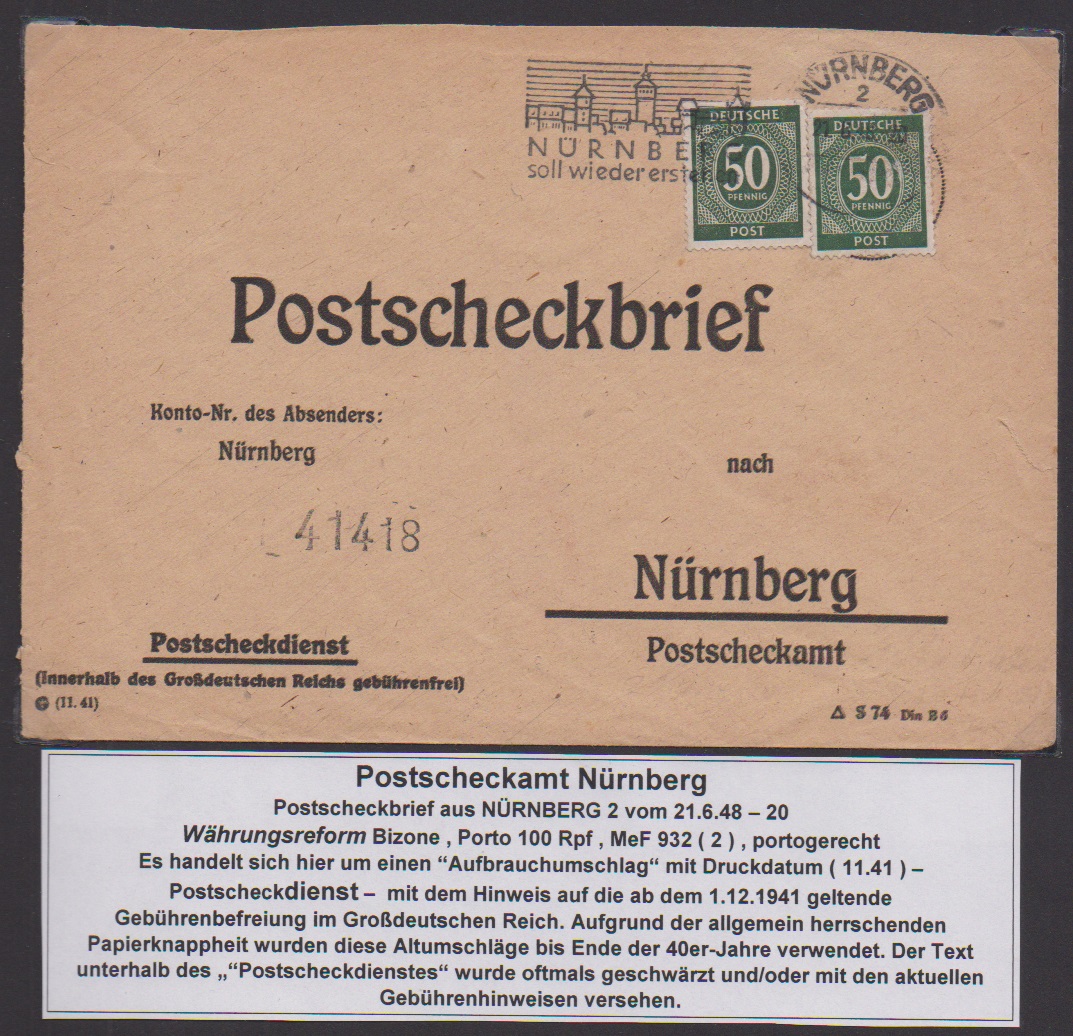 NÜRNBERG
2
NÜRNBE
soll wieder erste
DEUTSCHE
50
PFENNIG
POST
DEUTSCHE
50
PFENNIG
POST
Postscheckbrief
Konto-Nr. des Absenders:
Nürnberg
nach
41418
Nürnberg
Postscheckdienst
Postscheckamt
(innerhalb des Großdeutschen Reichs gebührenfrei)
(11. 41)
S 74 Din B 6
Postscheckamt Nürnberg
Postscheckbrief aus NÜRNBERG 2 vom 21.6.48 – 20
Währungsreform Bizone , Porto 100 Rpf , MeF 932 ( 2 ) , portogerecht
Es handelt sich hier um einen “Aufbrauchumschlag“ mit Druckdatum ( 11.41 ) –
Postscheckdienst – mit dem Hinweis auf die ab dem 1.12.1941 geltende
Gebührenbefreiung im Großdeutschen Reich. Aufgrund der allgemein herrschenden
Papierknappheit wurden diese Altumschläge bis Ende der 40er-Jahre verwendet. Der Text
unterhalb des „“Postscheckdienstes“ wurde oftmals geschwärzt und/oder mit den aktuellen
Gebührenhinweisen versehen.